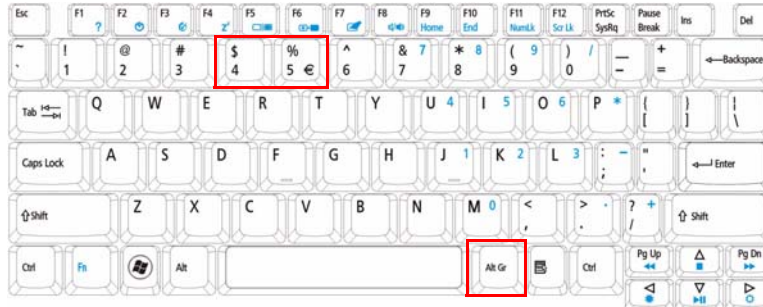 Esc F1 ? F2 F3 F4 zᶻ F5 F6 F7 F8 F9 Home F10 End F11 NumLk F12 Scr Lk PrtSc SysRq Pause Break Ins Del
~ ` ! 1 @ 2 # 3 $ 4 % 5 € ^ 6 & 7 7 * 8 8 ( 9 9 ) / 0 _ - + = Backspace
Tab Q W E R T Y U 4 I 5 O 6 P * { [ } ] | \
Caps Lock A S D F G H J 1 K 2 L 3 : - ; " ' Enter
Shift Z X C V B N M 0 < , > . . ? + / Shift
Ctrl Fn Alt Alt Gr Ctrl Pg Up Pg Dn